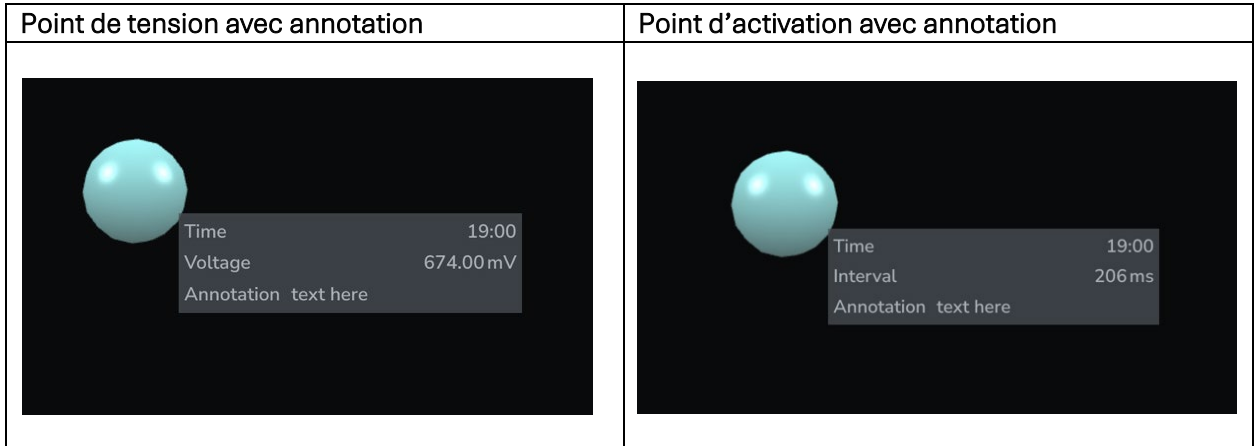 Point de tension avec annotation
Point d’activation avec annotation
Time 19:00
Voltage 674.00 mV
Annotation text here
Time 19:00
Interval 206 ms
Annotation text here